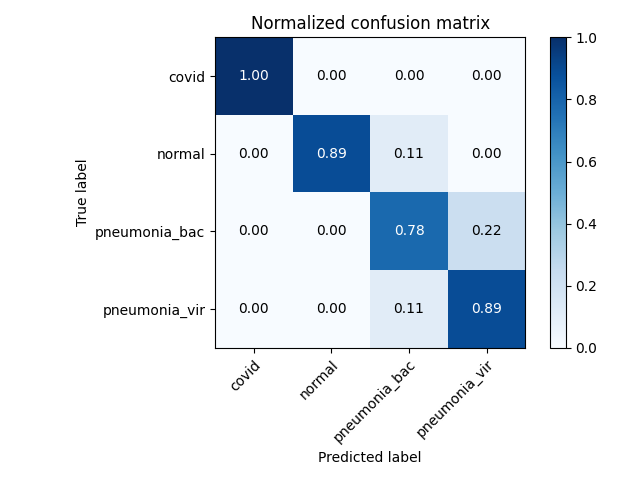 Normalized confusion matrix
True label
covid 1.00 0.00 0.00 0.00
normal 0.00 0.89 0.11 0.00
pneumonia_bac 0.00 0.00 0.78 0.22
pneumonia_vir 0.00 0.00 0.11 0.89
covid normal pneumonia_bac pneumonia_vir
Predicted label
1.0
0.8
0.6
0.4
0.2
0.0